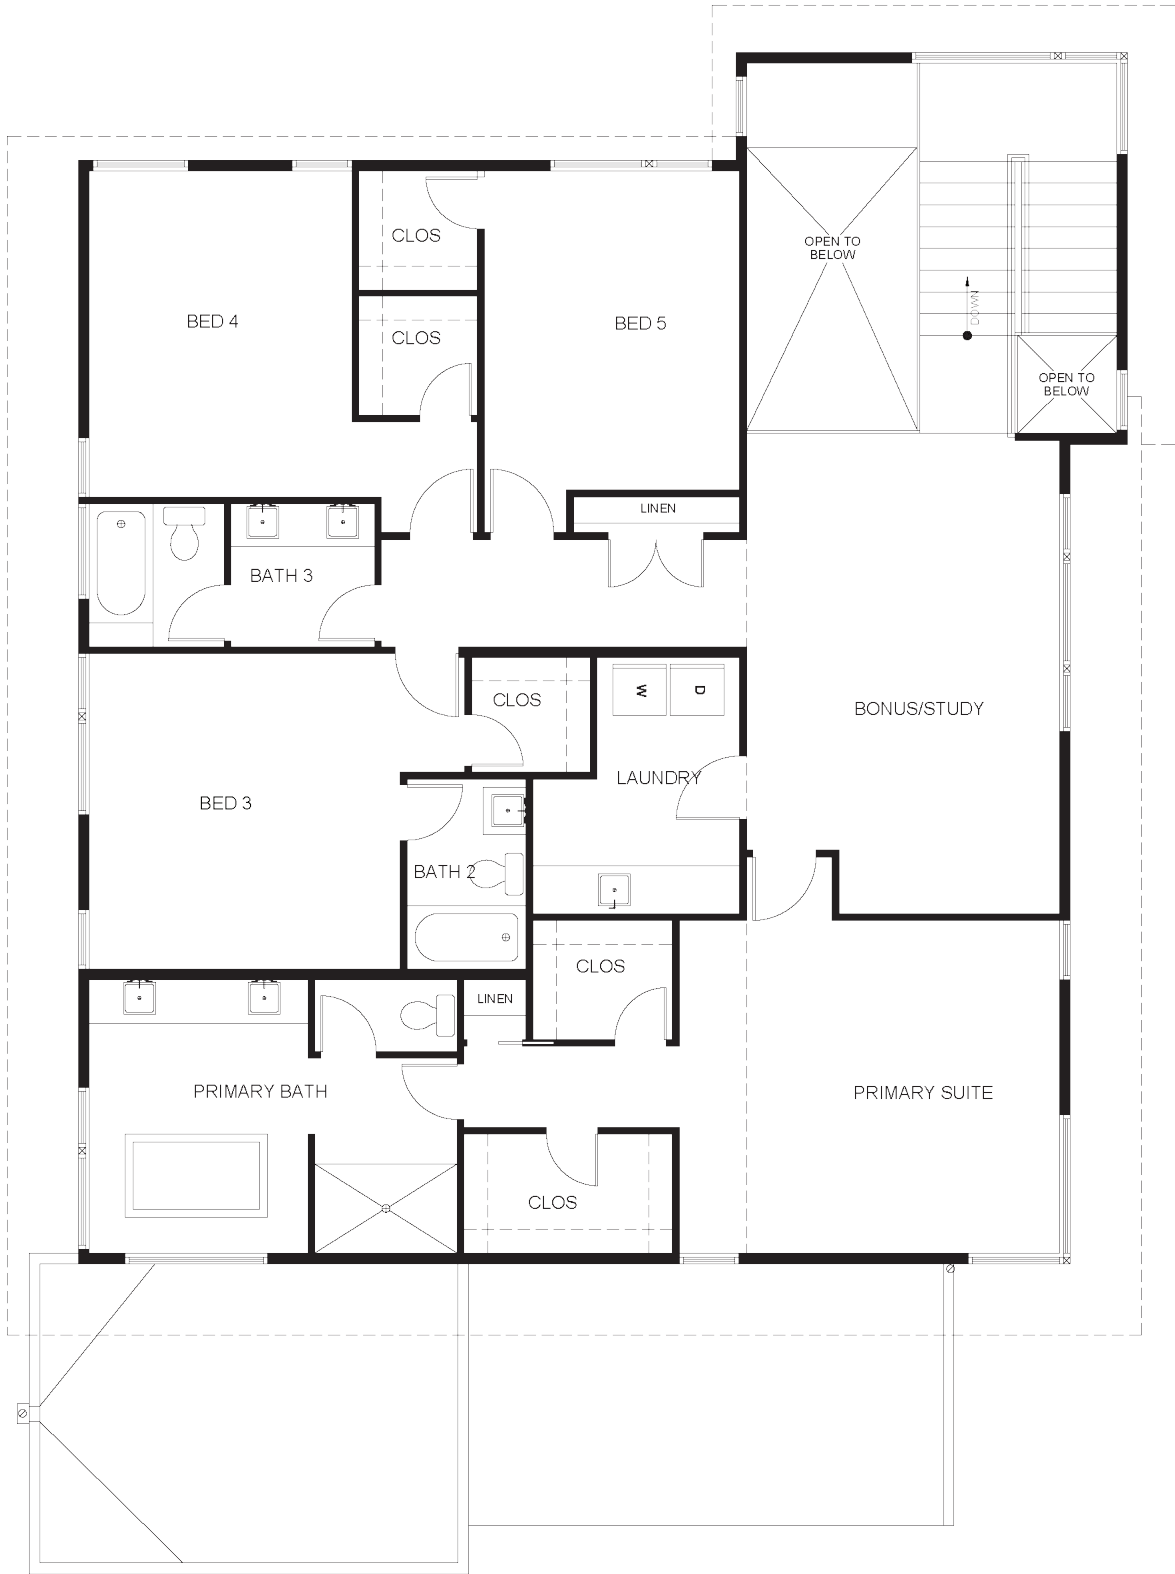 OPEN TO
BELOW
CLOS
DOWN
BED 4
BED 5
CLOS
OPEN TO
BELOW
LINEN
BATH 3
CLOS
W
D
BONUS/STUDY
LAUNDRY
BED 3
BATH 2
CLOS
LINEN
PRIMARY BATH
PRIMARY SUITE
CLOS